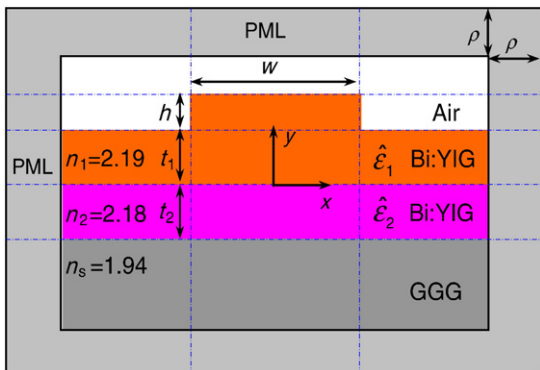 PML
ρ
ρ
w
h
Air
PML
n₁=2.19
t₁
y
ε̂₁
Bi:YIG
x
n₂=2.18
t₂
ε̂₂
Bi:YIG
nₛ=1.94
GGG